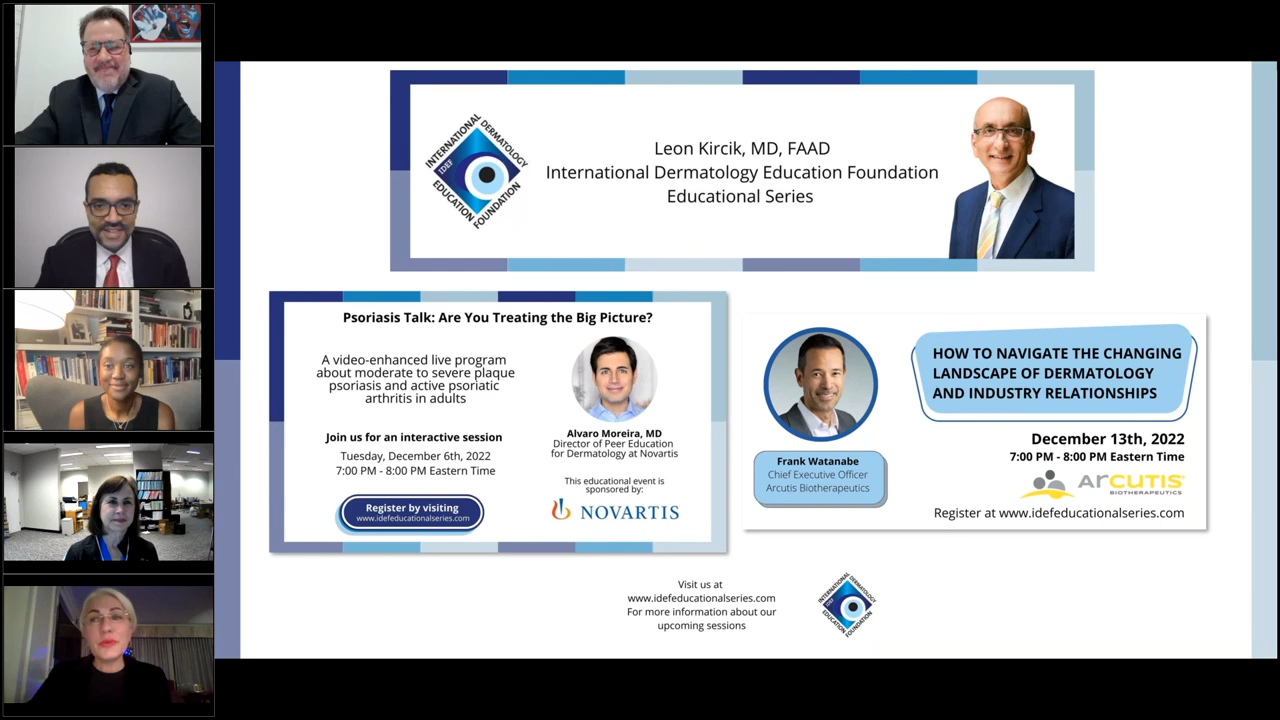 INTERNATIONAL DERMATOLOGY
EDUCATION FOUNDATION
IDEF
Leon Kircik, MD, FAAD
International Dermatology Education Foundation
Educational Series
Psoriasis Talk: Are You Treating the Big Picture?
A video-enhanced live program
about moderate to severe plaque
psoriasis and active psoriatic
arthritis in adults
Join us for an interactive session
Tuesday, December 6th, 2022
7:00 PM - 8:00 PM Eastern Time
Register by visiting
www.idefeducationalseries.com
Alvaro Moreira, MD
Director of Peer Education
for Dermatology at Novartis
This educational event is
sponsored by:
NOVARTIS
Frank Watanabe
Chief Executive Officer
Arcutis Biotherapeutics
HOW TO NAVIGATE THE CHANGING
LANDSCAPE OF DERMATOLOGY
AND INDUSTRY RELATIONSHIPS
December 13th, 2022
7:00 PM - 8:00 PM Eastern Time
ARCUTIS
BIOTHERAPEUTICS
Register at www.idefeducationalseries.com
Visit us at
www.idefeducationalseries.com
For more information about our
upcoming sessions
INTERNATIONAL DERMATOLOGY
EDUCATION FOUNDATION
IDEF